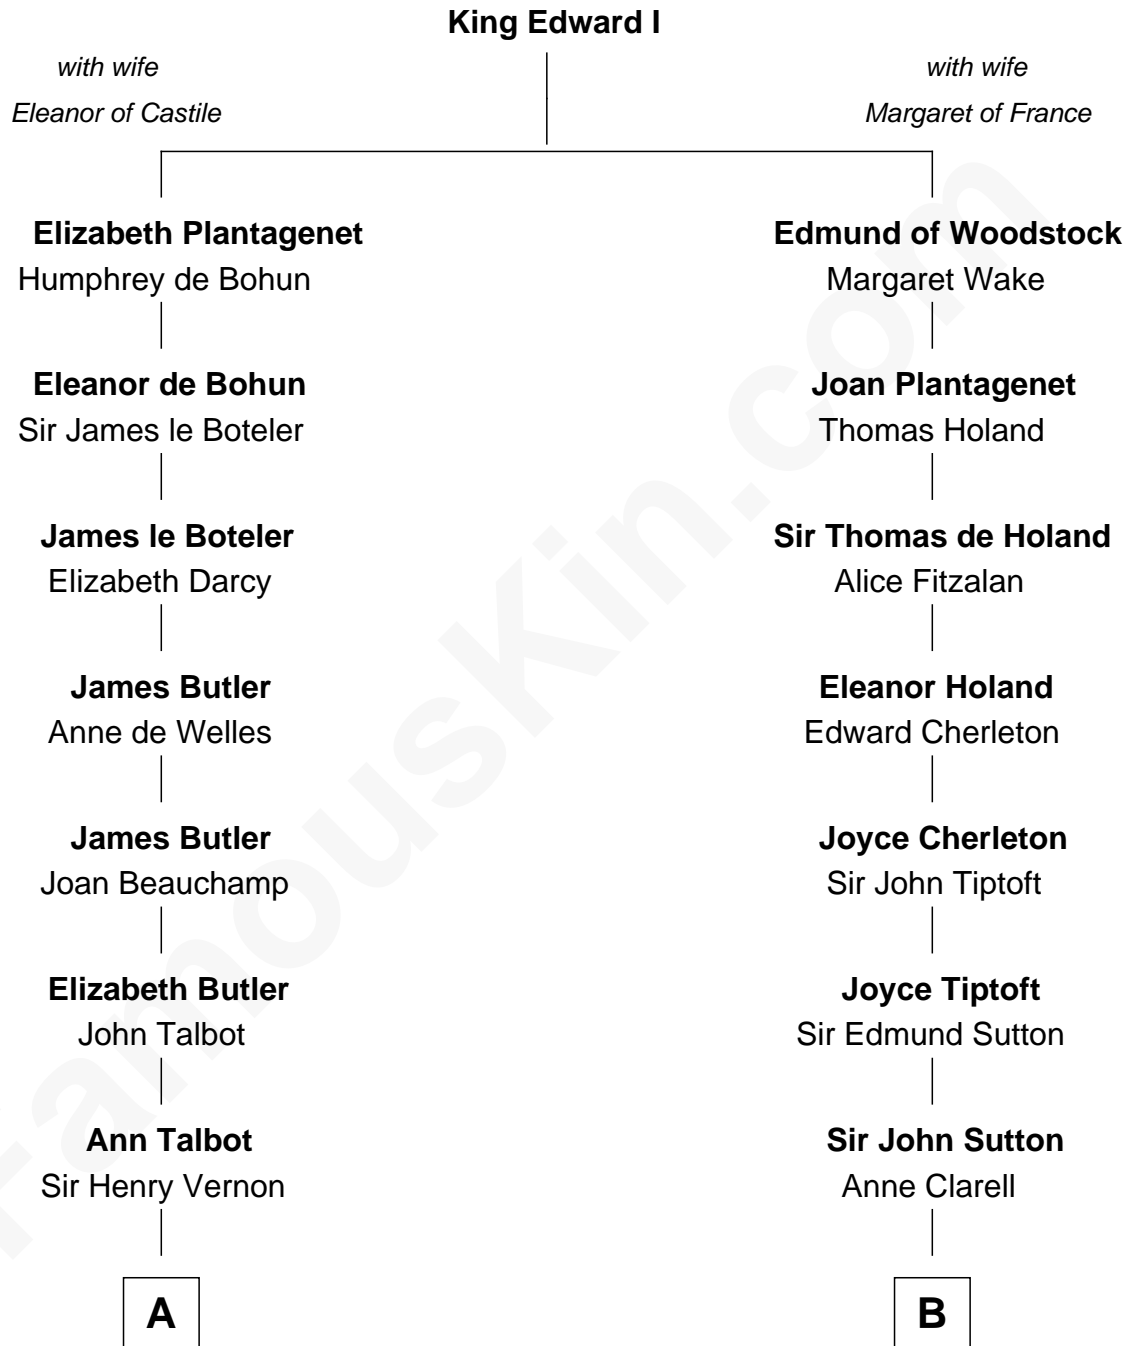 King Edward I
with wife
Eleanor of Castile
with wife
Margaret of France
Elizabeth Plantagenet
Humphrey de Bohun
Edmund of Woodstock
Margaret Wake
Eleanor de Bohun
Sir James le Boteler
Joan Plantagenet
Thomas Holand
James le Boteler
Elizabeth Darcy
Sir Thomas de Holand
Alice Fitzalan
James Butler
Anne de Welles
Eleanor Holand
Edward Cherleton
James Butler
Joan Beauchamp
Joyce Cherleton
Sir John Tiptoft
Elizabeth Butler
John Talbot
Joyce Tiptoft
Sir Edmund Sutton
Ann Talbot
Sir Henry Vernon
Sir John Sutton
Anne Clarell
A
B
FamousKin.com